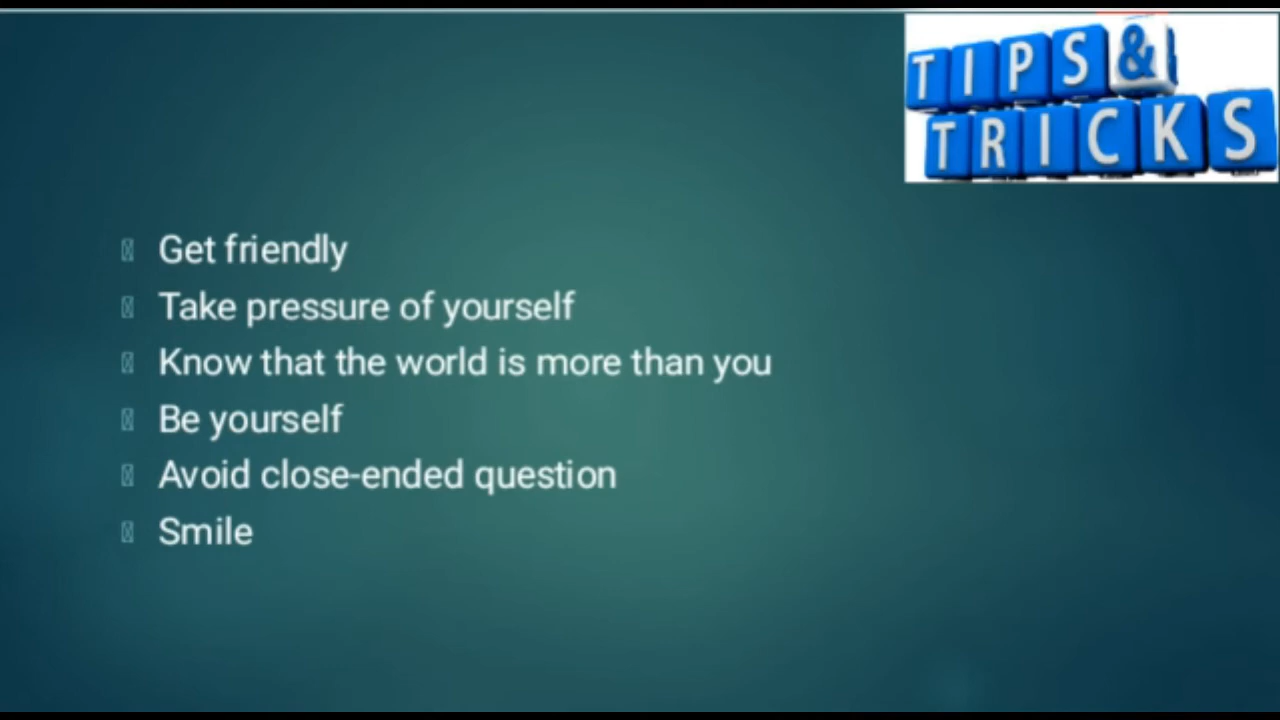 TIPS &
TRICKS
Get friendly
Take pressure of yourself
Know that the world is more than you
Be yourself
Avoid close-ended question
Smile